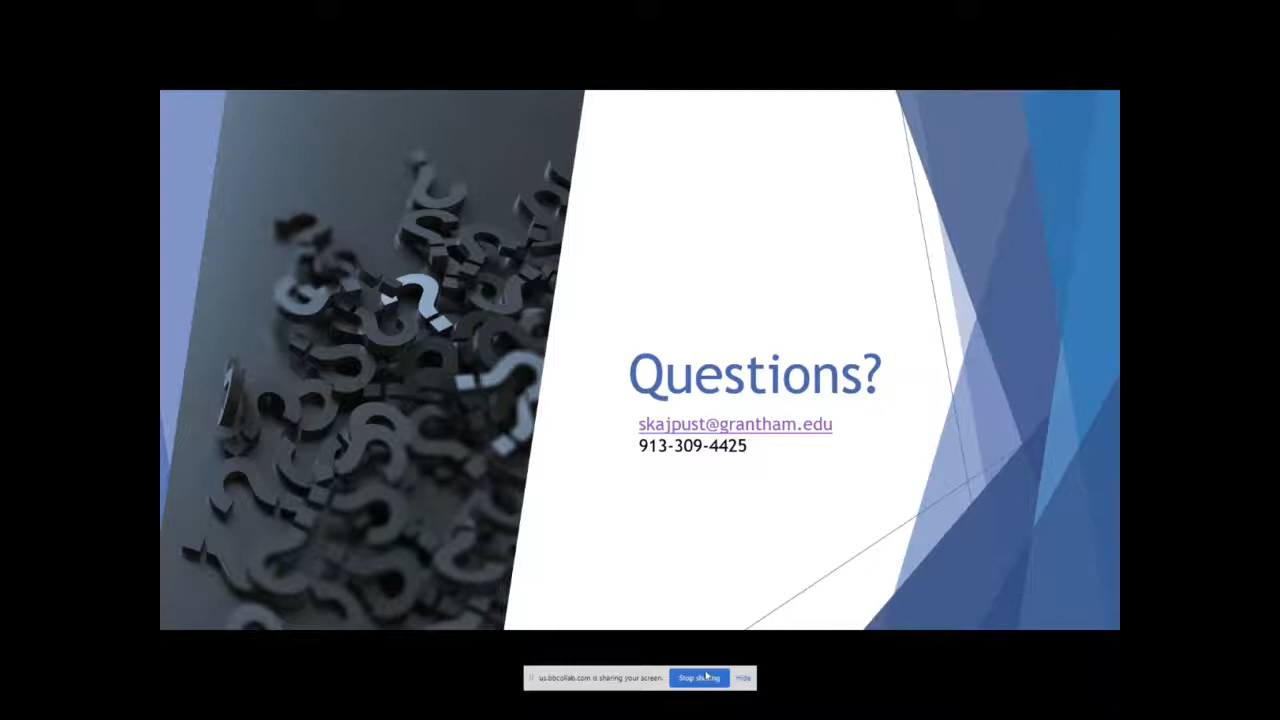 Questions?
skajpust@grantham.edu
913-309-4425
us.bbcollab.com is sharing your screen. Stop sharing Hide